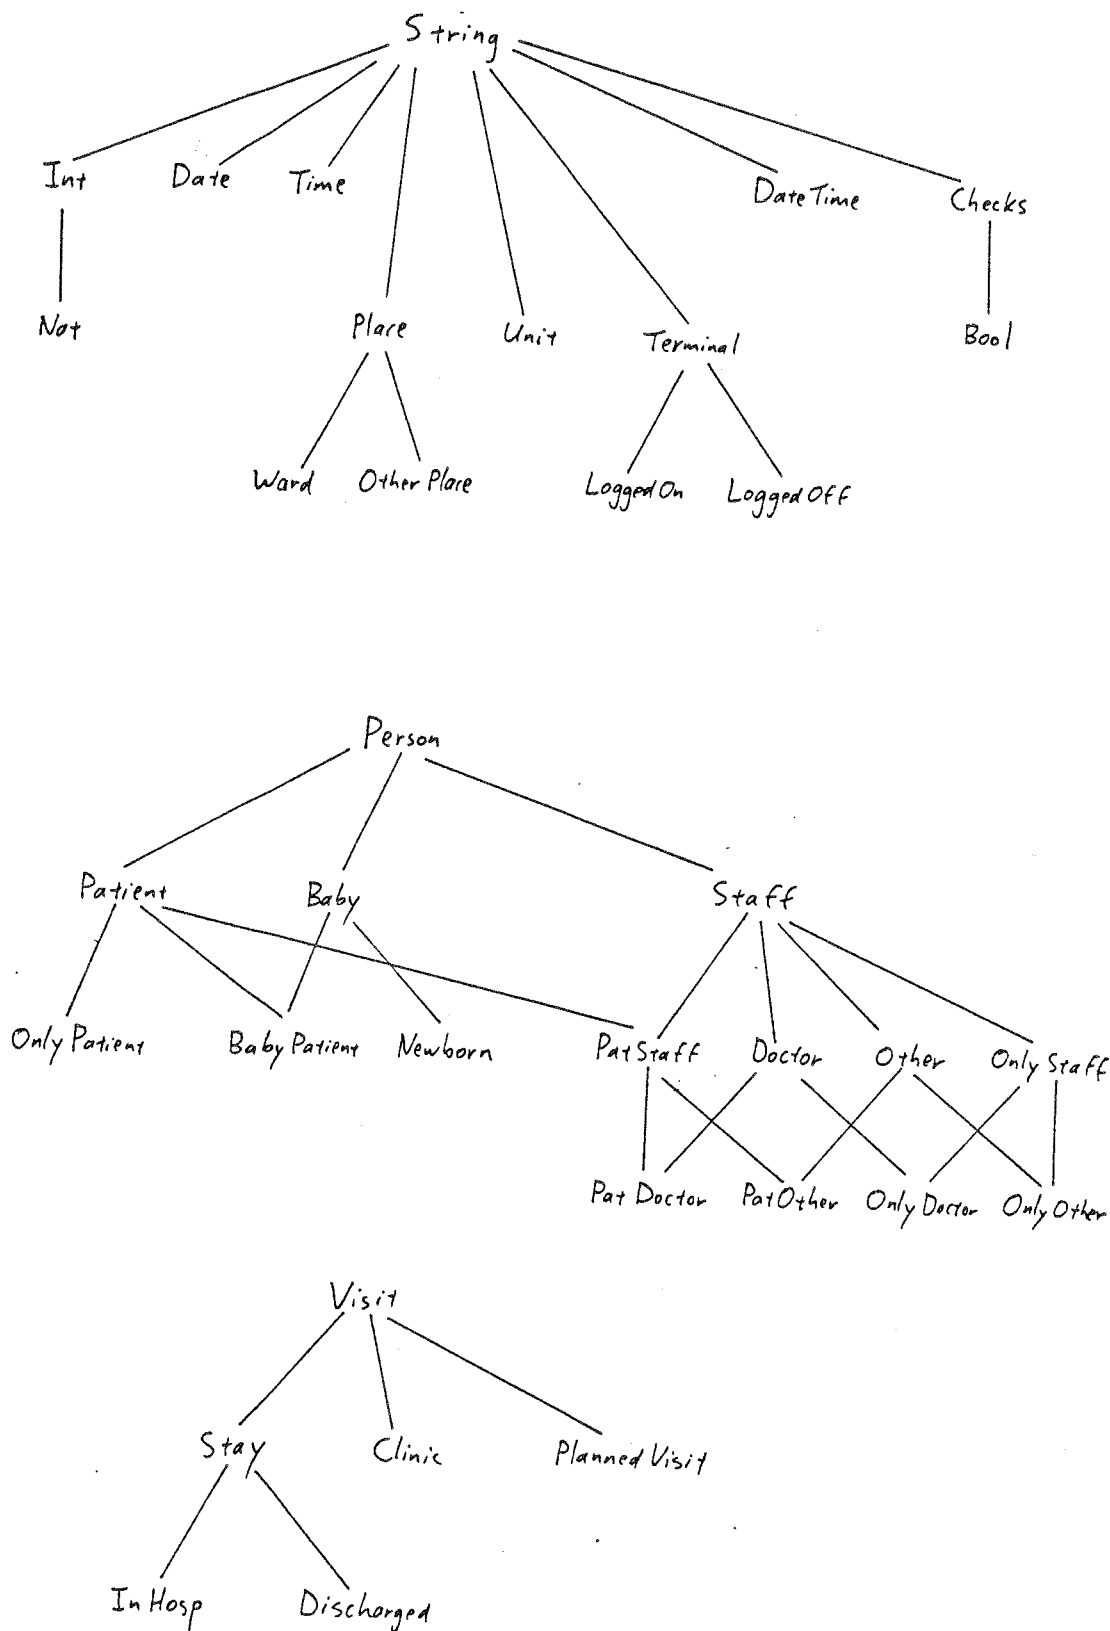 String
Int Date Time DateTime Checks
Nat Place Unit Terminal Bool
Ward Other Place LoggedOn LoggedOff
Person
Patient Baby Staff
Only Patient Baby Patient Newborn PatStaff Doctor Other Only Staff
Pat Doctor PatOther Only Doctor Only Other
Visit
Stay Clinic Planned Visit
In Hosp Discharged